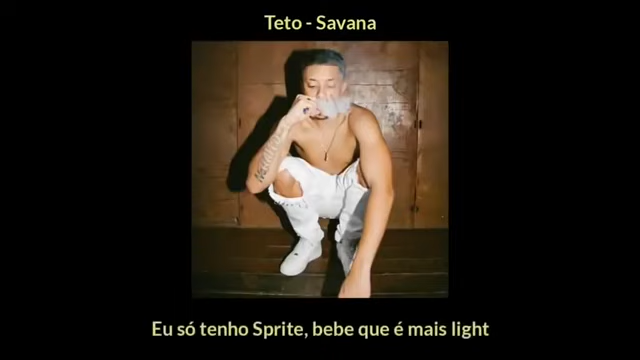 Teto - Savana
Eu só tenho Sprite, bebe que é mais light